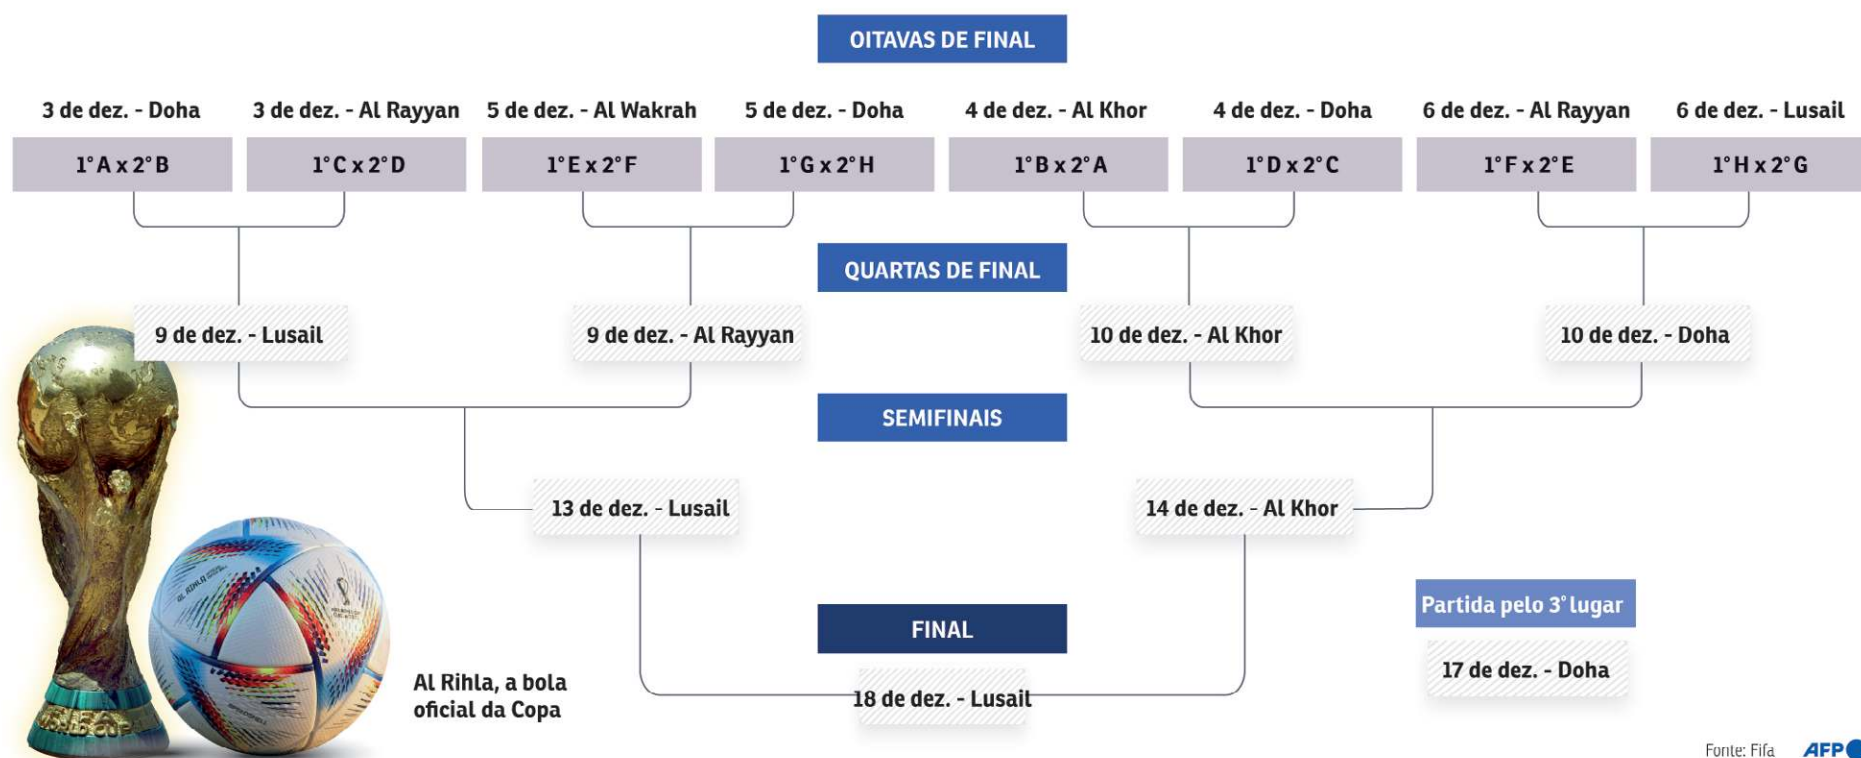 OITAVAS DE FINAL
3 de dez. - Doha
3 de dez. - Al Rayyan
5 de dez. - Al Wakrah
5 de dez. - Doha
4 de dez. - Al Khor
4 de dez. - Doha
6 de dez. - Al Rayyan
6 de dez. - Lusail
1°A x 2°B
1°C x 2°D
1°E x 2°F
1°G x 2°H
1°B x 2°A
1°D x 2°C
1°F x 2°E
1°H x 2°G
QUARTAS DE FINAL
9 de dez. - Lusail
9 de dez. - Al Rayyan
10 de dez. - Al Khor
10 de dez. - Doha
SEMIFINAIS
13 de dez. - Lusail
14 de dez. - Al Khor
Partida pelo 3°lugar
17 de dez. - Doha
FINAL
18 de dez. - Lusail
AL RIHLA
Al Rihla, a bola
oficial da Copa
Fonte: Fifa
AFP